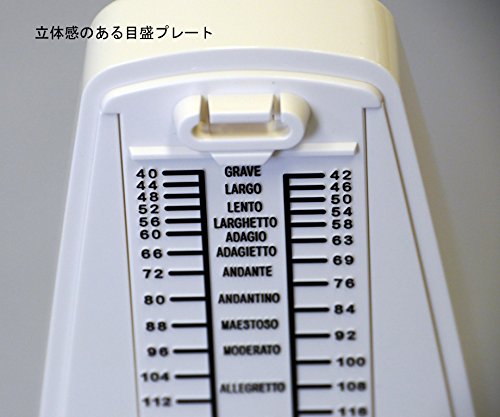 立体感のある目盛プレート
40 GRAVE 42
44 LARGO 46
48 50
52 LENTO 54
56 LARGHETTO 58
60 ADAGIO 63
66 ADAGIETTO 69
72 ANDANTE 76
80 ANDANTINO 84
88 MAESTOSO 92
96 MODERATO 100
104 ALLEGRETTO 108
112 116